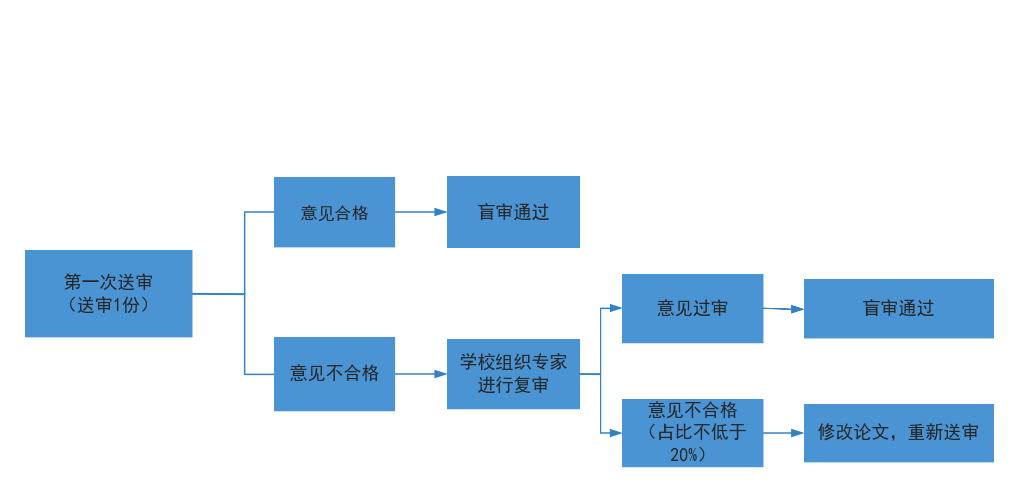 第一次送审
（送审1份）
意见合格
盲审通过
意见不合格
学校组织专家
进行复审
意见过审
盲审通过
意见不合格
（占比不低于
20%）
修改论文，重新送审